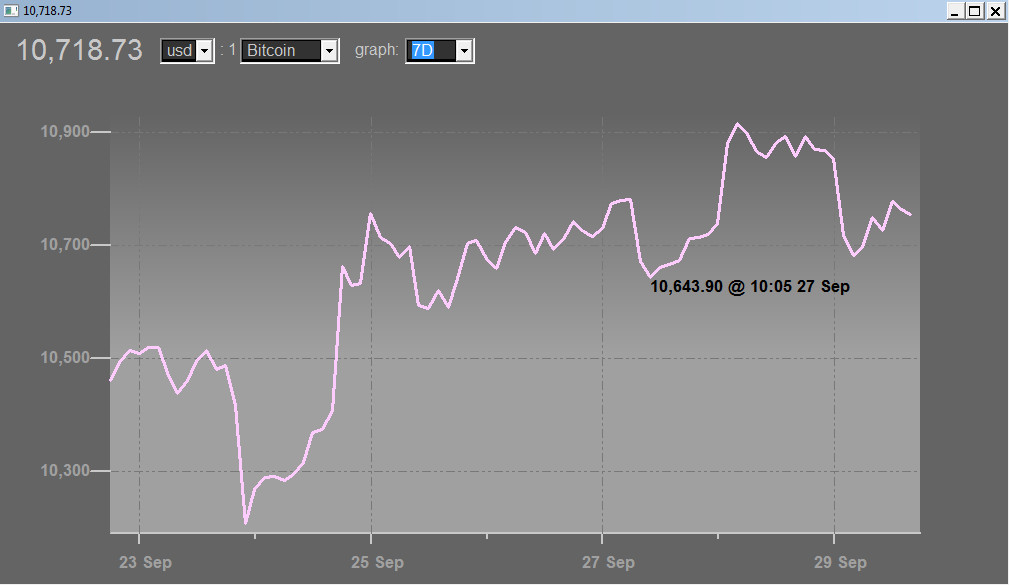 10,718.73
10,718.73 usd : 1 Bitcoin graph: 7D
10,900
10,700
10,643.90 @ 10:05 27 Sep
10,500
10,300
23 Sep 25 Sep 27 Sep 29 Sep